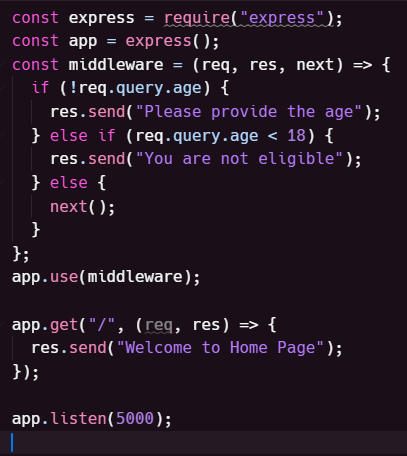 const express = require("express");
const app = express();
const middleware = (req, res, next) => {
  if (!req.query.age) {
    res.send("Please provide the age");
  } else if (req.query.age < 18) {
    res.send("You are not eligible");
  } else {
    next();
  }
};
app.use(middleware);

app.get("/", (req, res) => {
  res.send("Welcome to Home Page");
});

app.listen(5000);